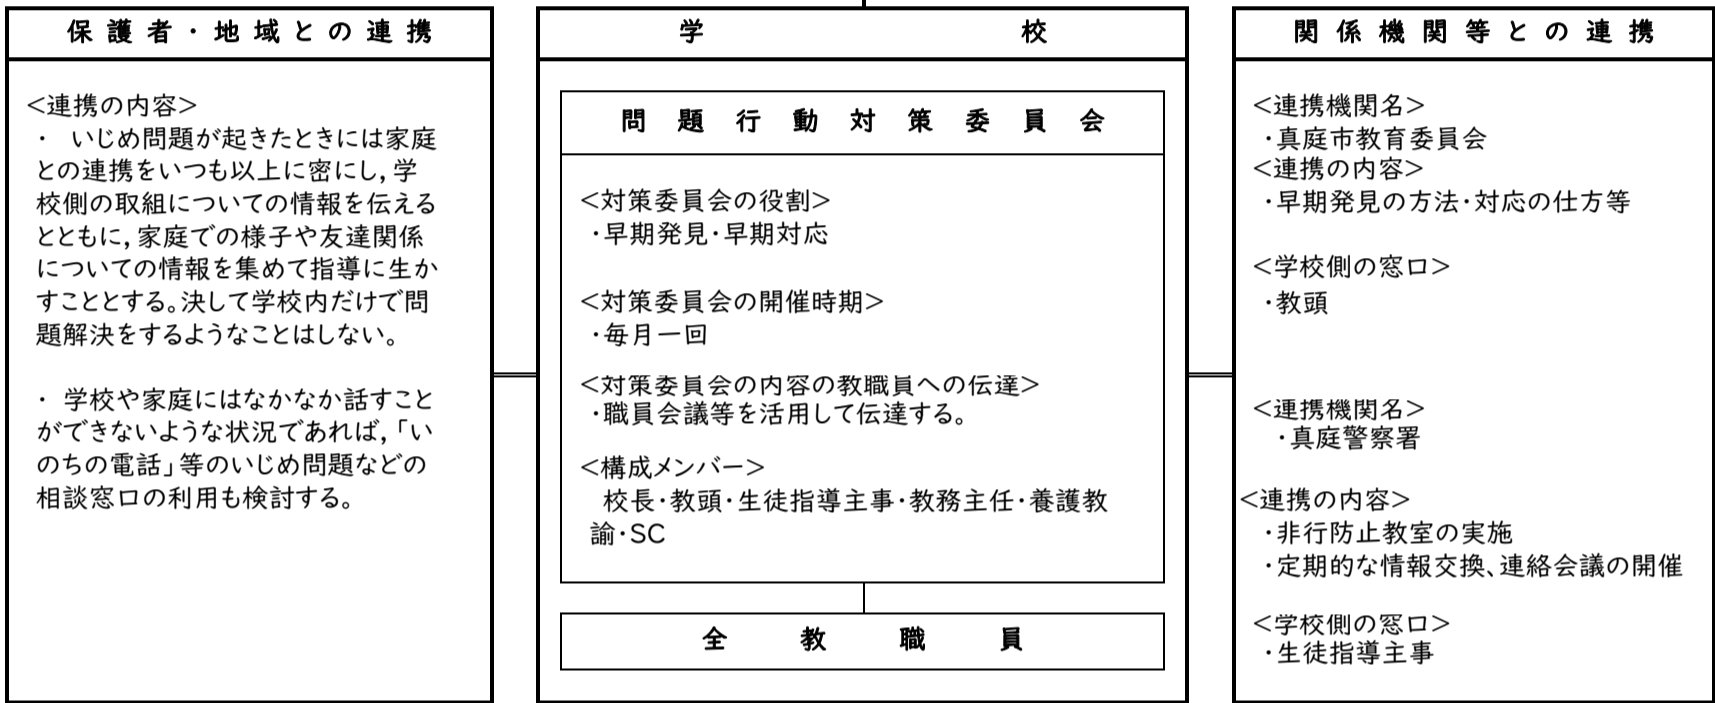 保護者・地域との連携
<連携の内容>
・ いじめ問題が起きたときには家庭
との連携をいつも以上に密にし,学
校側の取組についての情報を伝える
とともに,家庭での様子や友達関係
についての情報を集めて指導に生か
すこととする。決して学校内だけで問
題解決をするようなことはしない。
・ 学校や家庭にはなかなか話すこと
ができないような状況であれば,「い
のちの電話」等のいじめ問題などの
相談窓口の利用も検討する。
学校
問題行動対策委員会
<対策委員会の役割>
・早期発見・早期対応
<対策委員会の開催時期>
・毎月一回
<対策委員会の内容の教職員への伝達>
・職員会議等を活用して伝達する。
<構成メンバー>
校長・教頭・生徒指導主事・教務主任・養護教
諭・SC
全教職員
関係機関等との連携
<連携機関名>
・真庭市教育委員会
<連携の内容>
・早期発見の方法・対応の仕方等
<学校側の窓口>
・教頭
<連携機関名>
・真庭警察署
<連携の内容>
・非行防止教室の実施
・定期的な情報交換、連絡会議の開催
<学校側の窓口>
・生徒指導主事